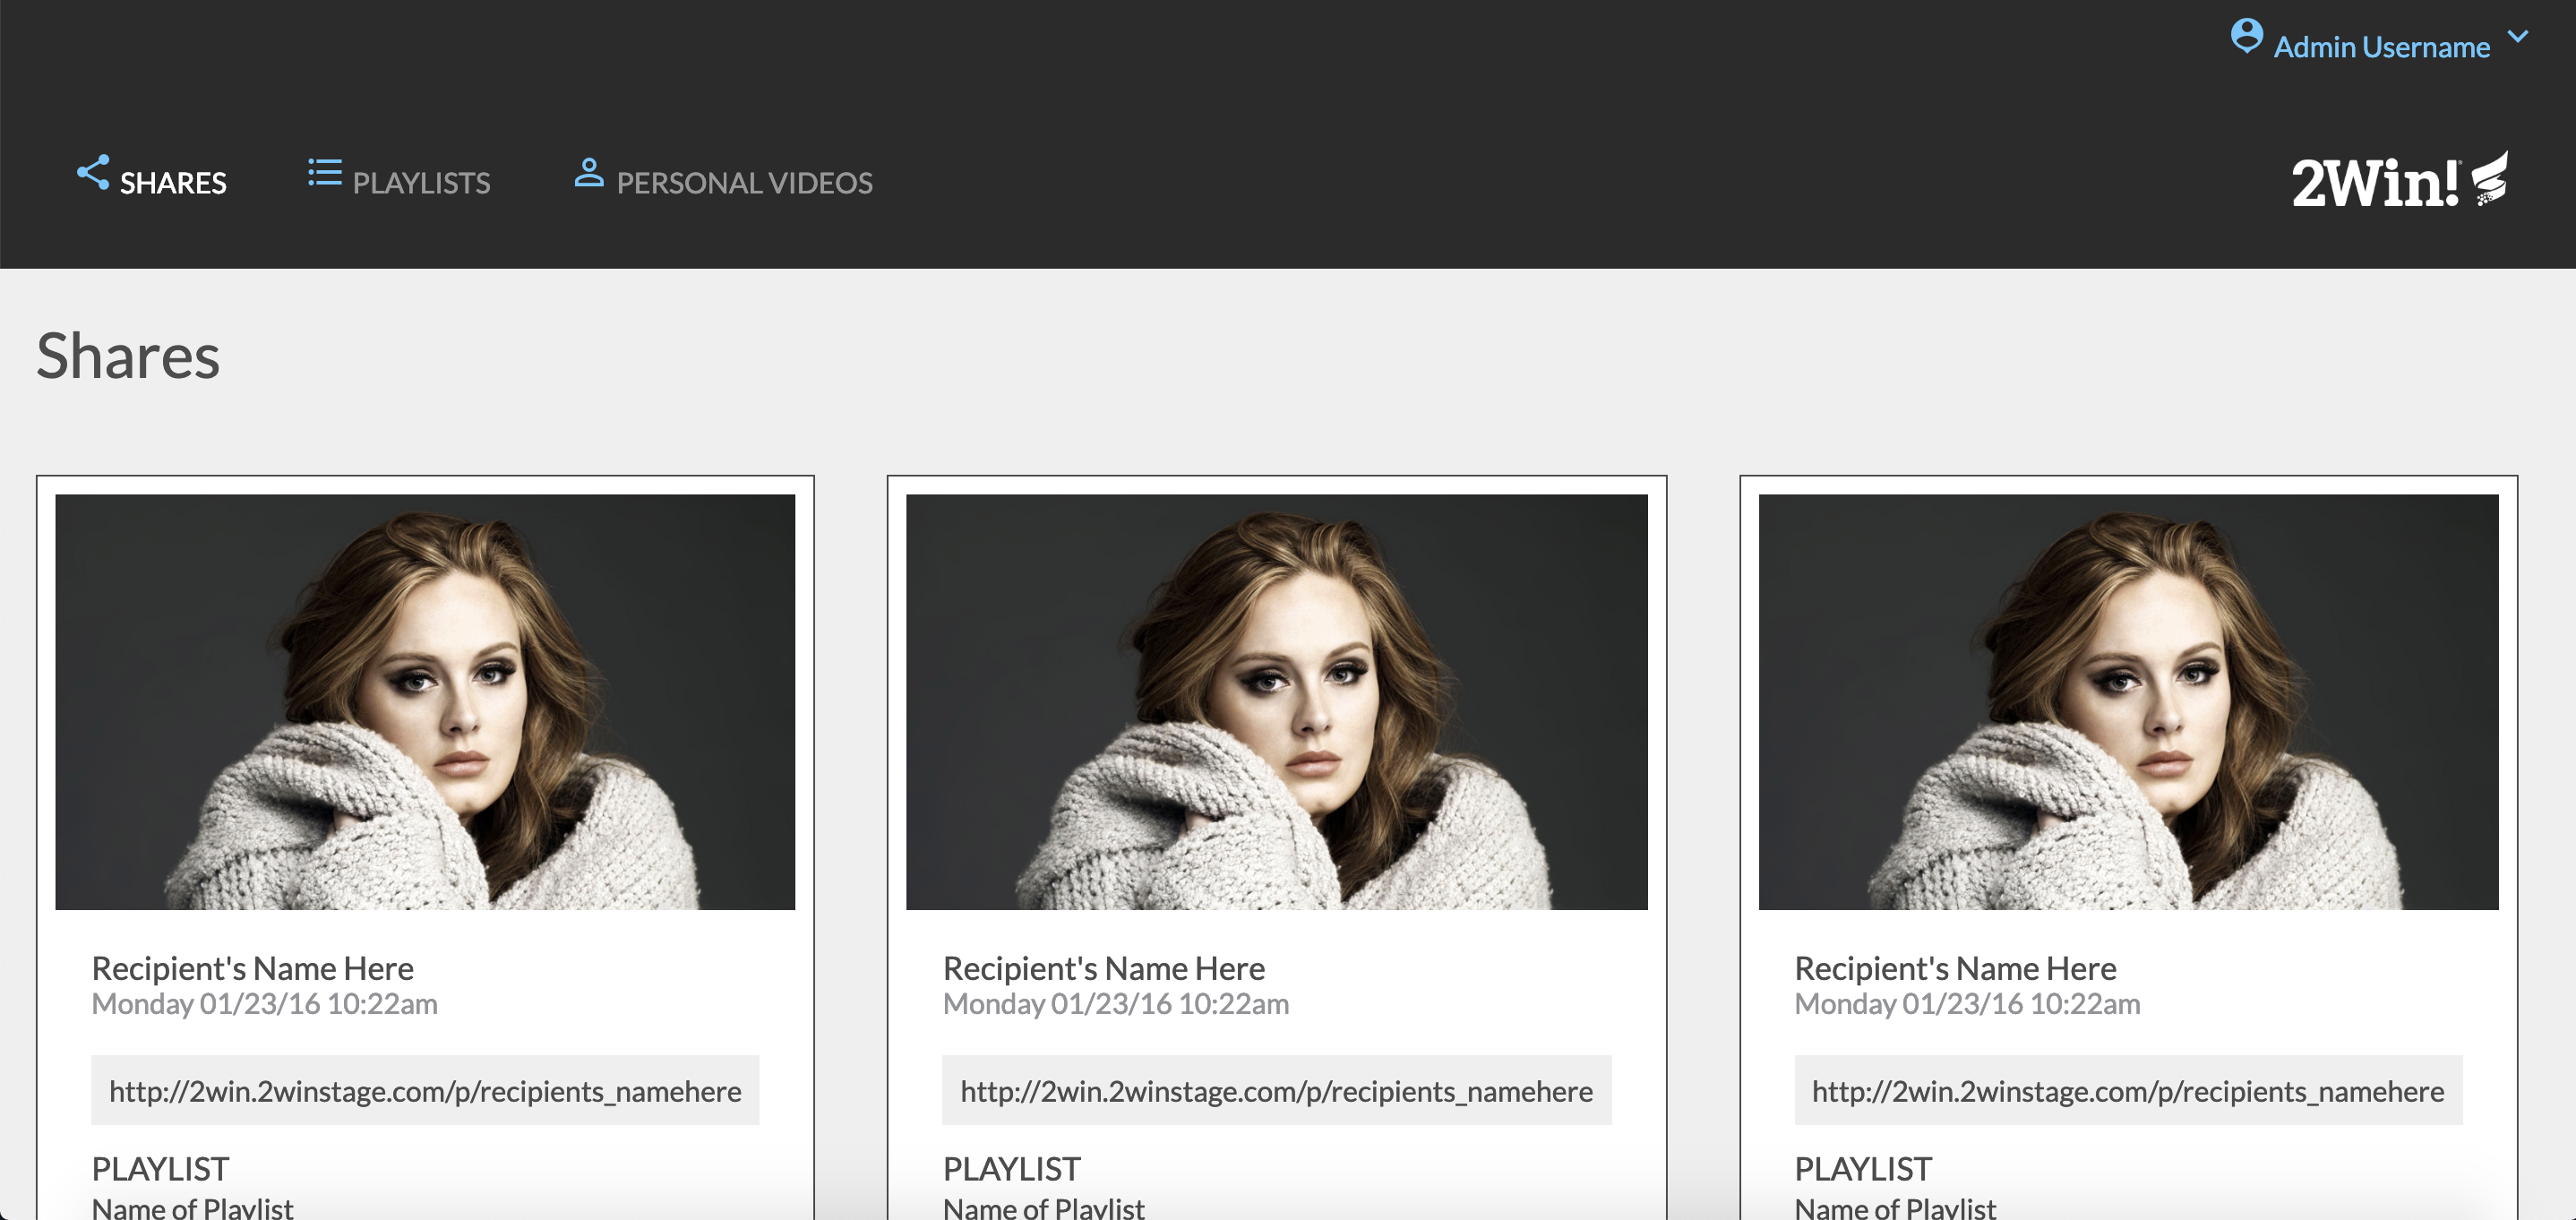 Admin Username
SHARES PLAYLISTS PERSONAL VIDEOS 2Win!
Shares
Recipient's Name Here
Monday 01/23/16 10:22am
http://2win.2winstage.com/p/recipients_namehere
PLAYLIST
Name of Playlist
Recipient's Name Here
Monday 01/23/16 10:22am
http://2win.2winstage.com/p/recipients_namehere
PLAYLIST
Name of Playlist
Recipient's Name Here
Monday 01/23/16 10:22am
http://2win.2winstage.com/p/recipients_namehere
PLAYLIST
Name of Playlist